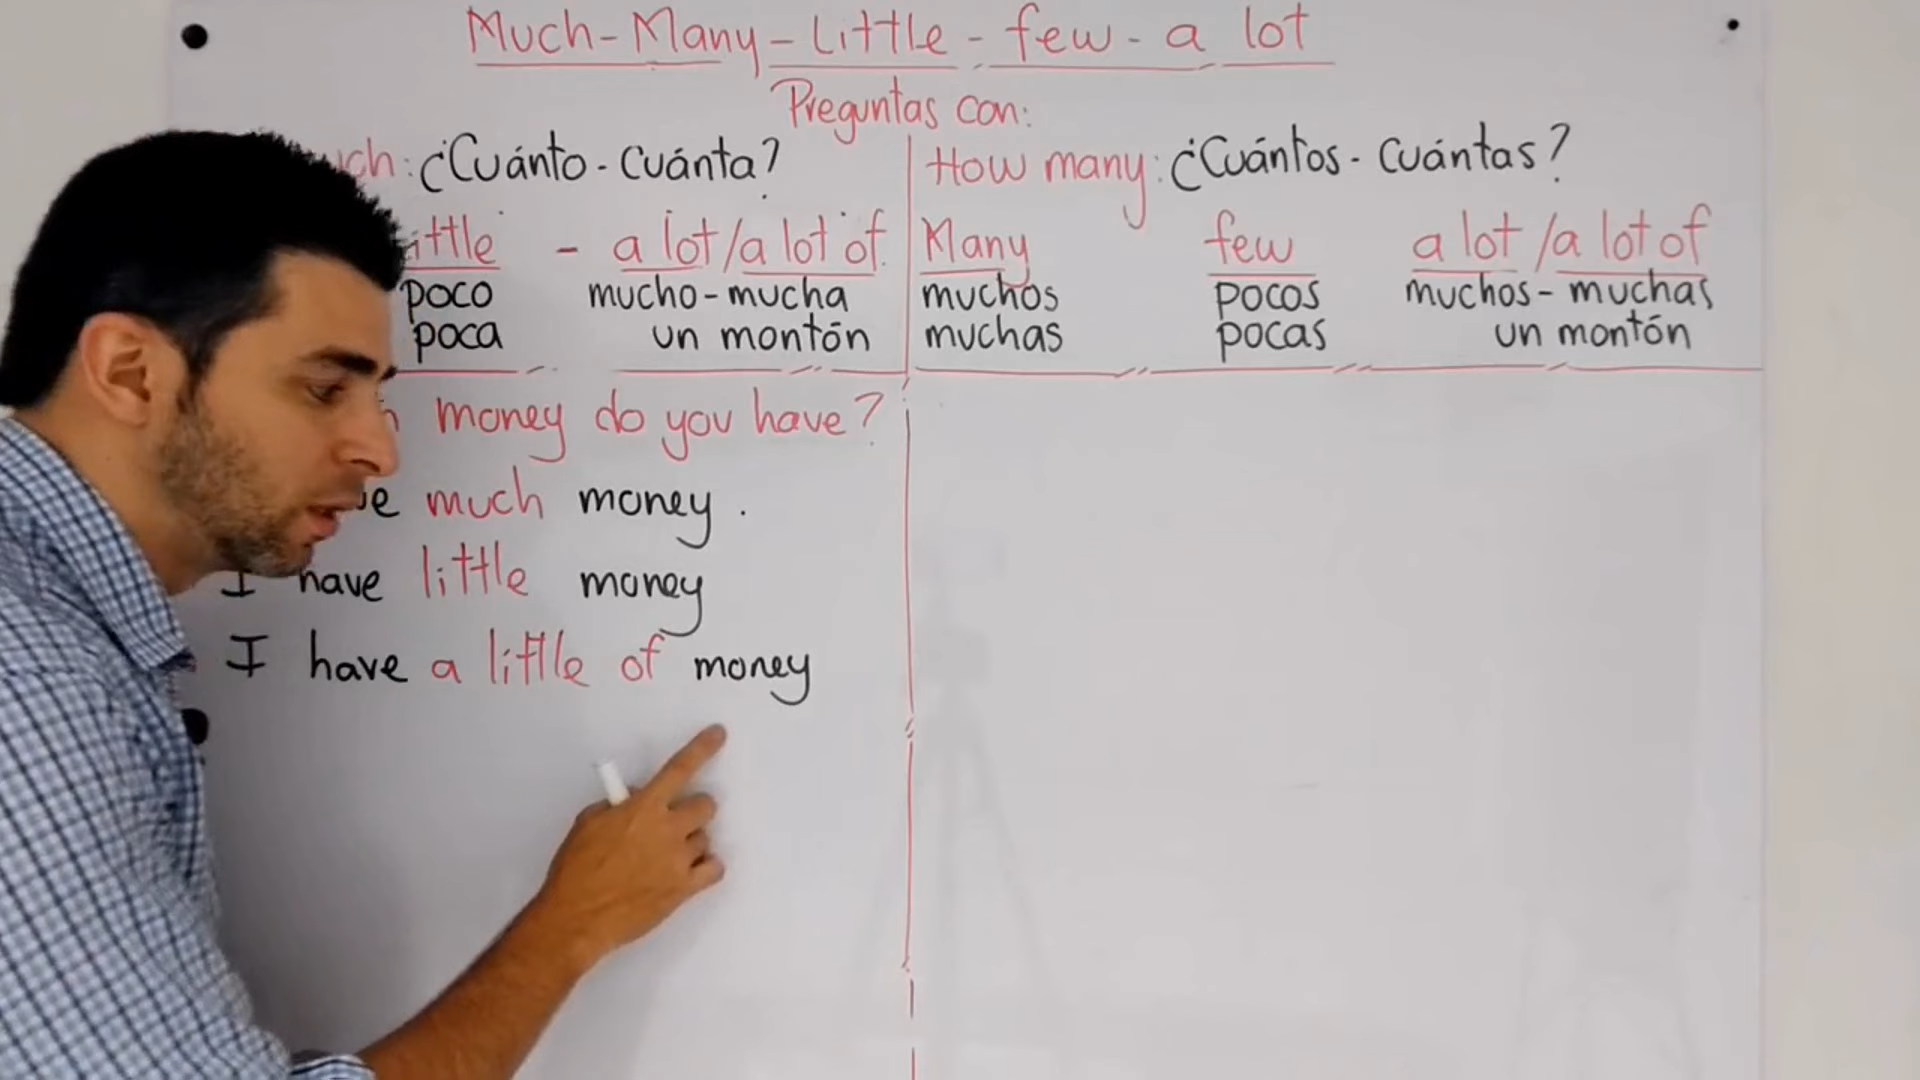 Much-Many-Little-few-a lot
Preguntas con:
¿Cuánto-cuánta?
a lot/a lot of
poco mucho-mucha
poca un montón
How many: ¿Cuántos-cuántas?
Many few a lot/a lot of
muchos pocos muchos-muchas
muchas pocas un montón
money do you have?
much money.
I have little money
I have a little of money